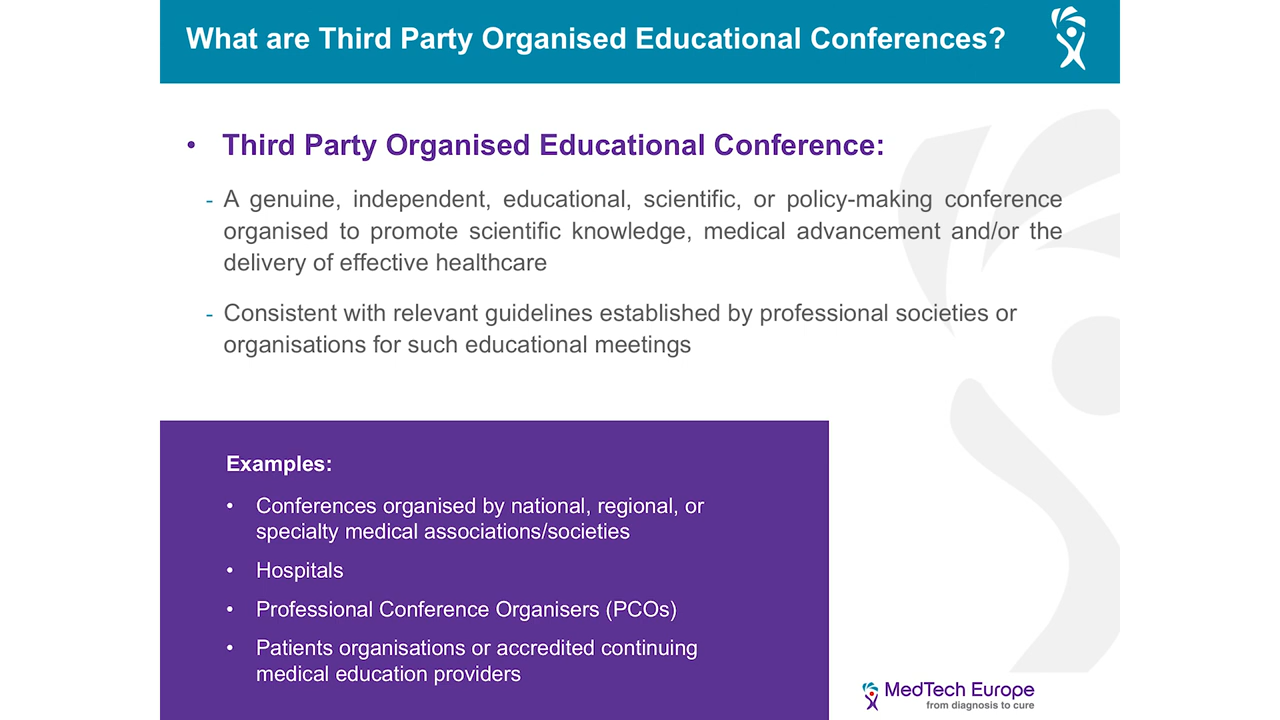 What are Third Party Organised Educational Conferences?
• Third Party Organised Educational Conference:
- A genuine, independent, educational, scientific, or policy-making conference
organised to promote scientific knowledge, medical advancement and/or the
delivery of effective healthcare
- Consistent with relevant guidelines established by professional societies or
organisations for such educational meetings
Examples:
• Conferences organised by national, regional, or
specialty medical associations/societies
• Hospitals
• Professional Conference Organisers (PCOs)
• Patients organisations or accredited continuing
medical education providers
MedTech Europe
from diagnosis to cure